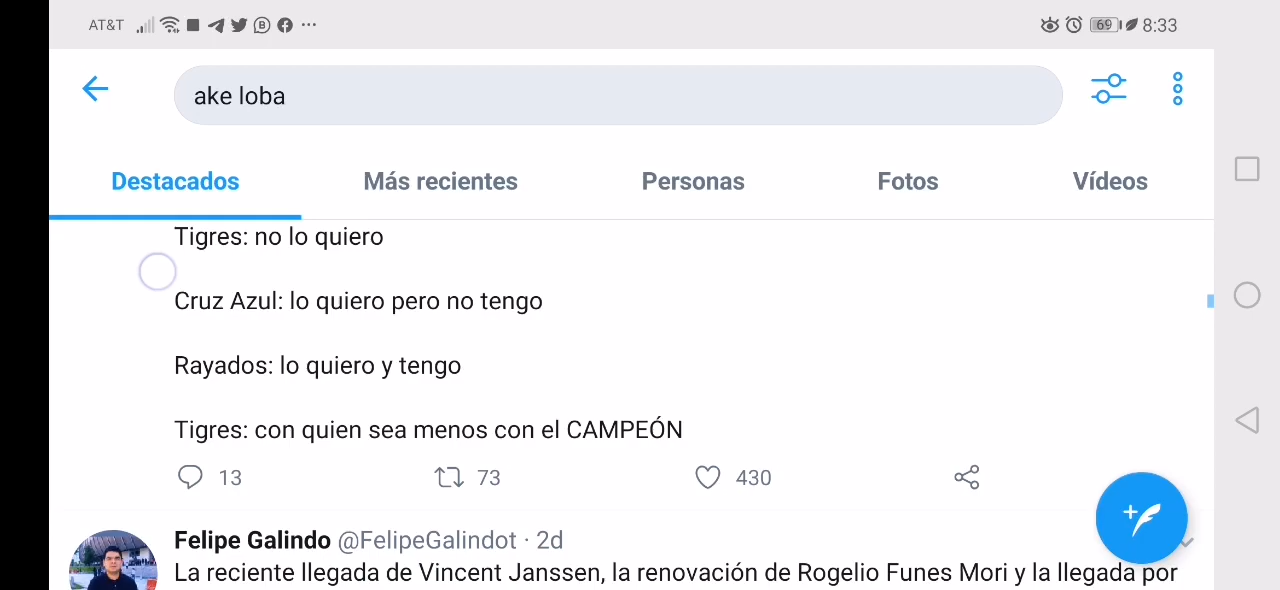 AT&T 69 8:33
ake loba
Destacados Más recientes Personas Fotos Vídeos
Tigres: no lo quiero
Cruz Azul: lo quiero pero no tengo
Rayados: lo quiero y tengo
Tigres: con quien sea menos con el CAMPEÓN
13 73 430
Felipe Galindo @FelipeGalindot · 2d
La reciente llegada de Vincent Janssen, la renovación de Rogelio Funes Mori y la llegada por